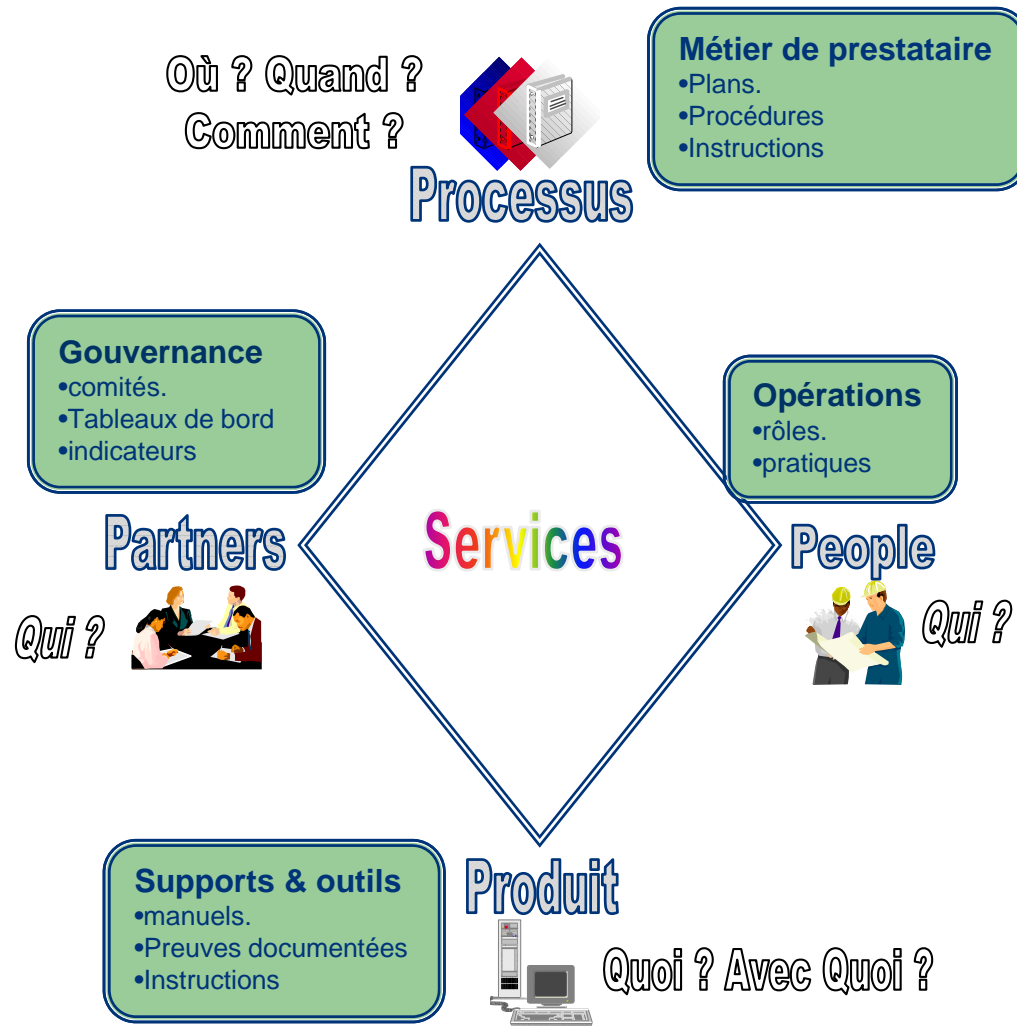 Où ? Quand ?
Comment ?
Processus
Métier de prestataire
•Plans.
•Procédures
•Instructions
Gouvernance
•comités.
•Tableaux de bord
•indicateurs
Opérations
•rôles.
•pratiques
Partners
Services
People
Qui ?
Qui ?
Supports & outils
•manuels.
•Preuves documentées
•Instructions
Produit
Quoi ? Avec Quoi ?